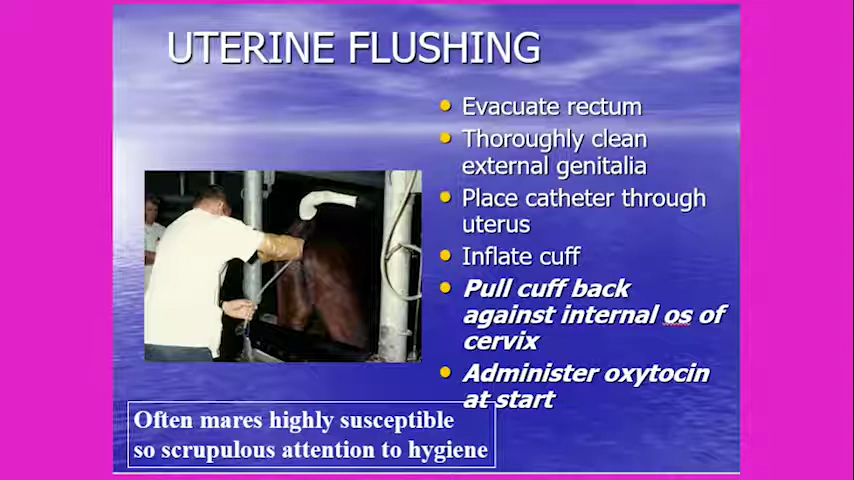 UTERINE FLUSHING
Evacuate rectum
Thoroughly clean
external genitalia
Place catheter through
uterus
Inflate cuff
Pull cuff back
against internal os of
cervix
Administer oxytocin
at start
Often mares highly susceptible
so scrupulous attention to hygiene